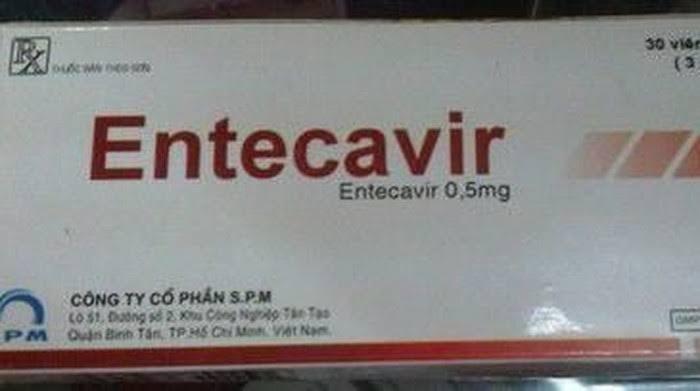 Rx THUỐC BÁN THEO ĐƠN
30 viên
( 3
Entecavir
Entecavir 0,5mg
CÔNG TY CỔ PHẦN S.P.M
Lô 51, Đường số 2, Khu Công Nghiệp Tân Tạo
Quận Bình Tân, TP.Hồ Chí Minh, Việt Nam.
PM